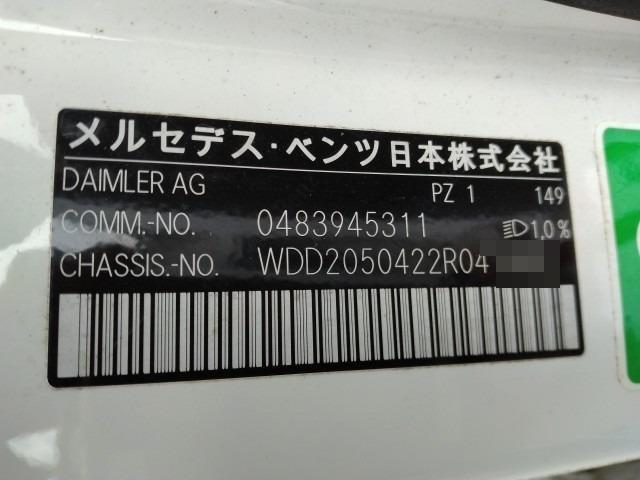 メルセデス・ベンツ日本株式会社
DAIMLER AG PZ 1 149
COMM.-NO. 0483945311 1,0%
CHASSIS.-NO. WDD2050422R04